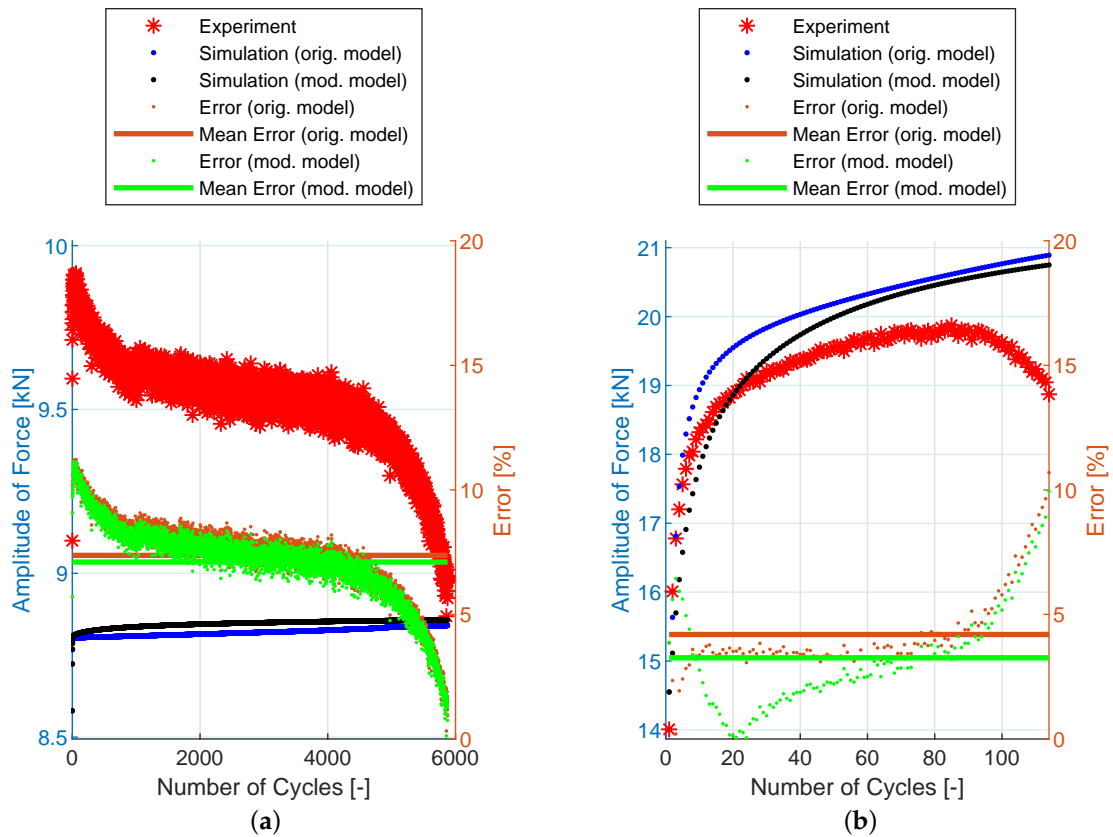 Experiment
Simulation (orig. model)
Simulation (mod. model)
Error (orig. model)
Mean Error (orig. model)
Error (mod. model)
Mean Error (mod. model)
10
9.5
9
8.5
Amplitude of Force [kN]
20
15
10
5
0
Error [%]
0 2000 4000 6000
Number of Cycles [-]
(a)
Experiment
Simulation (orig. model)
Simulation (mod. model)
Error (orig. model)
Mean Error (orig. model)
Error (mod. model)
Mean Error (mod. model)
21
20
19
18
17
16
15
14
Amplitude of Force [kN]
20
15
10
5
0
Error [%]
0 20 40 60 80 100
Number of Cycles [-]
(b)